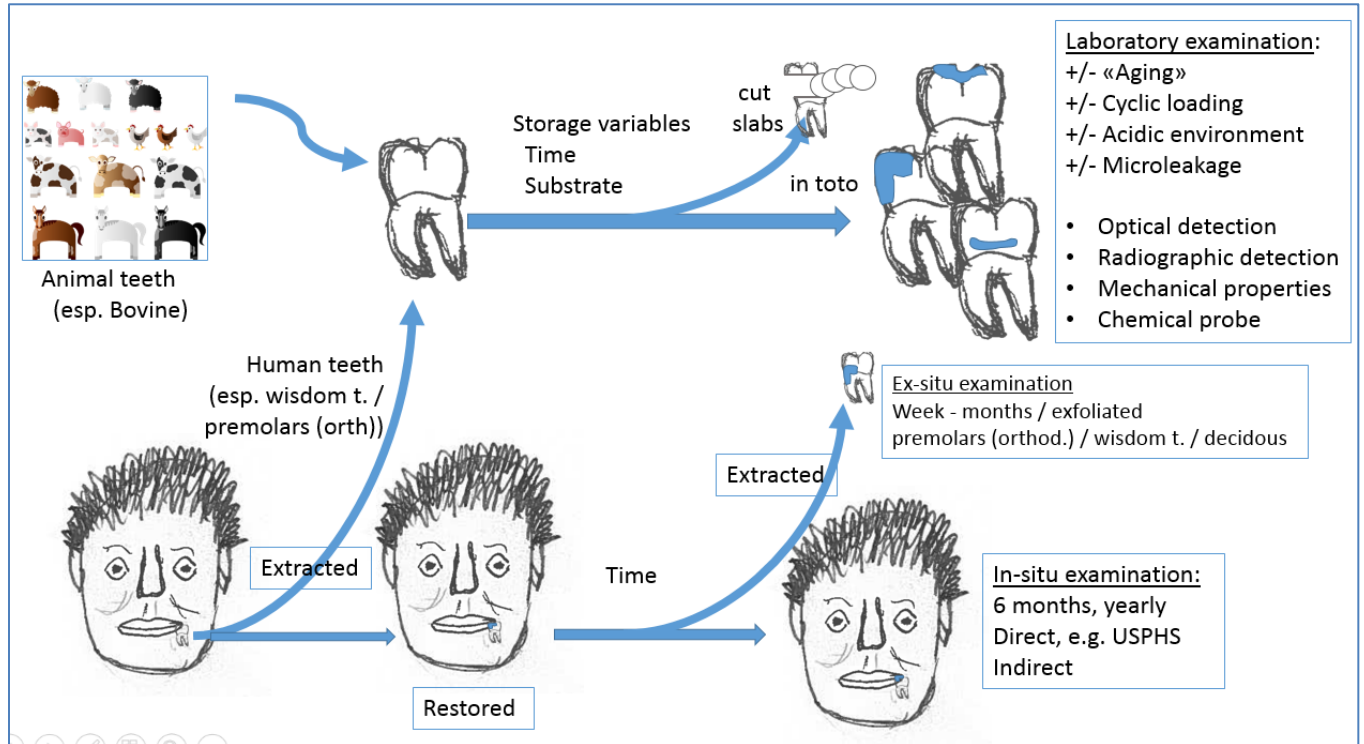 Animal teeth
(esp. Bovine)
Storage variables
Time
Substrate
cut
slabs
in toto
Laboratory examination:
+/- «Aging»
+/- Cyclic loading
+/- Acidic environment
+/- Microleakage
• Optical detection
• Radiographic detection
• Mechanical properties
• Chemical probe
Human teeth
(esp. wisdom t. /
premolars (orth))
Extracted
Restored
Time
Extracted
Ex-situ examination
Week - months / exfoliated
premolars (orthod.) / wisdom t. / decidous
In-situ examination:
6 months, yearly
Direct, e.g. USPHS
Indirect